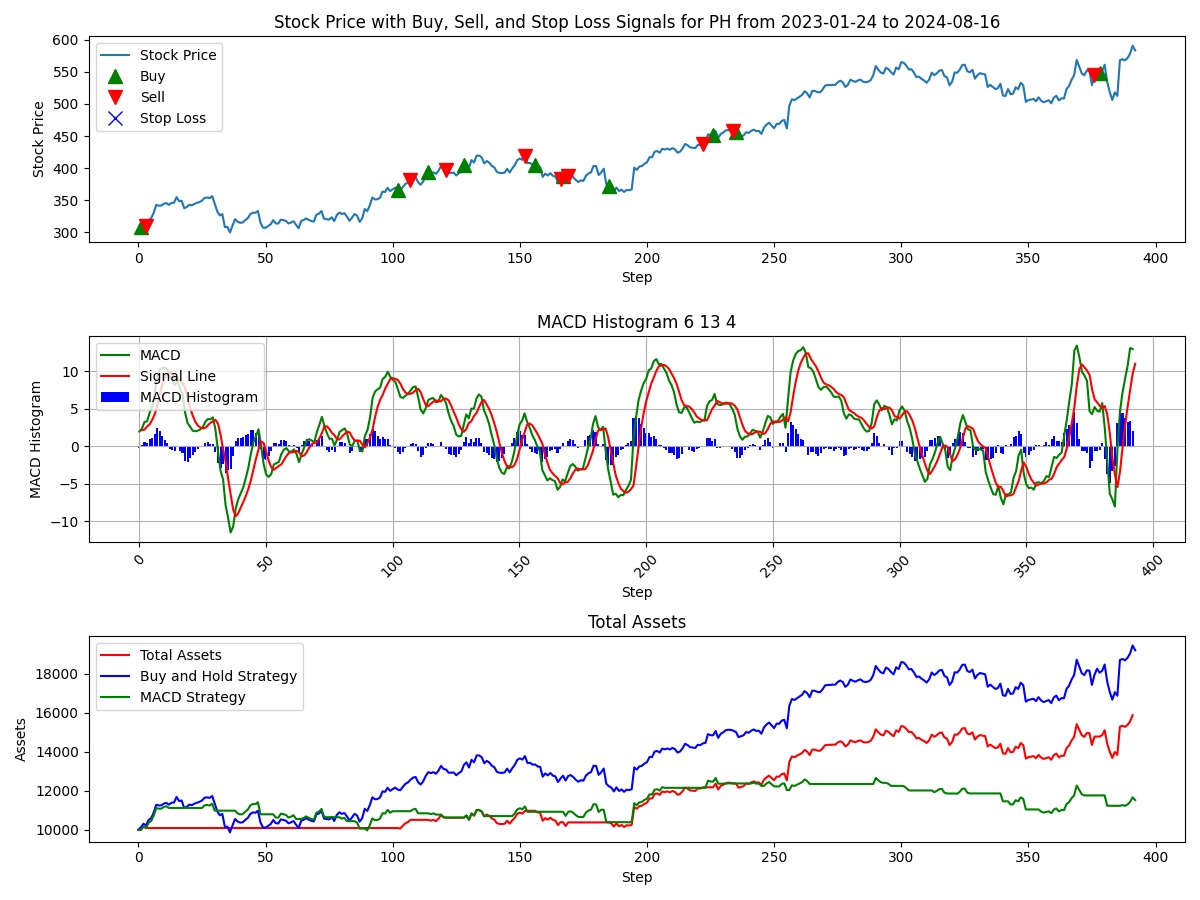 Stock Price with Buy, Sell, and Stop Loss Signals for PH from 2023-01-24 to 2024-08-16
600
550
500
450
400
350
300
Stock Price
Stock Price
Buy
Sell
Stop Loss
0 50 100 150 200 250 300 350 400
Step
MACD Histogram 6 13 4
10
5
0
−5
−10
MACD Histogram
MACD
Signal Line
MACD Histogram
0 50 100 150 200 250 300 350 400
Step
Total Assets
18000
16000
14000
12000
10000
Assets
Total Assets
Buy and Hold Strategy
MACD Strategy
0 50 100 150 200 250 300 350 400
Step